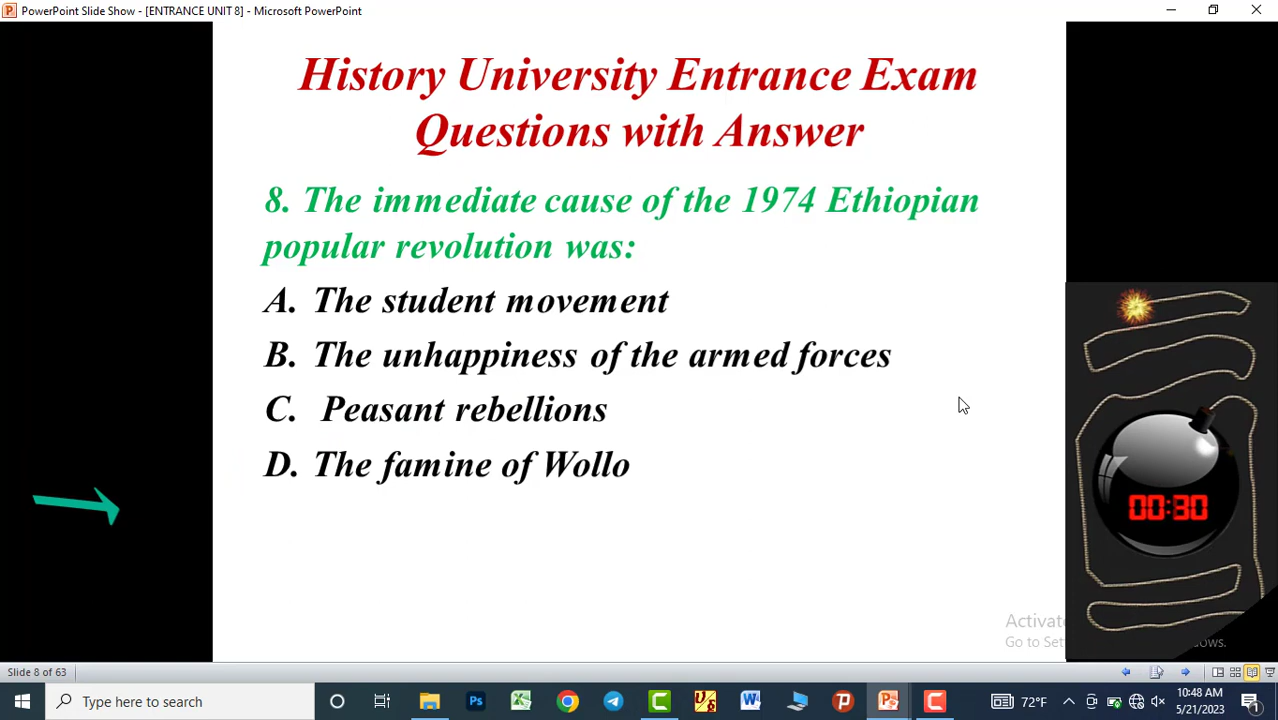 PowerPoint Slide Show - [ENTRANCE UNIT 8] - Microsoft PowerPoint
History University Entrance Exam
Questions with Answer
8. The immediate cause of the 1974 Ethiopian
popular revolution was:
A. The student movement
B. The unhappiness of the armed forces
C. Peasant rebellions
D. The famine of Wollo
00:30
Slide 8 of 63
Type here to search
72°F
10:48 AM
5/21/2023